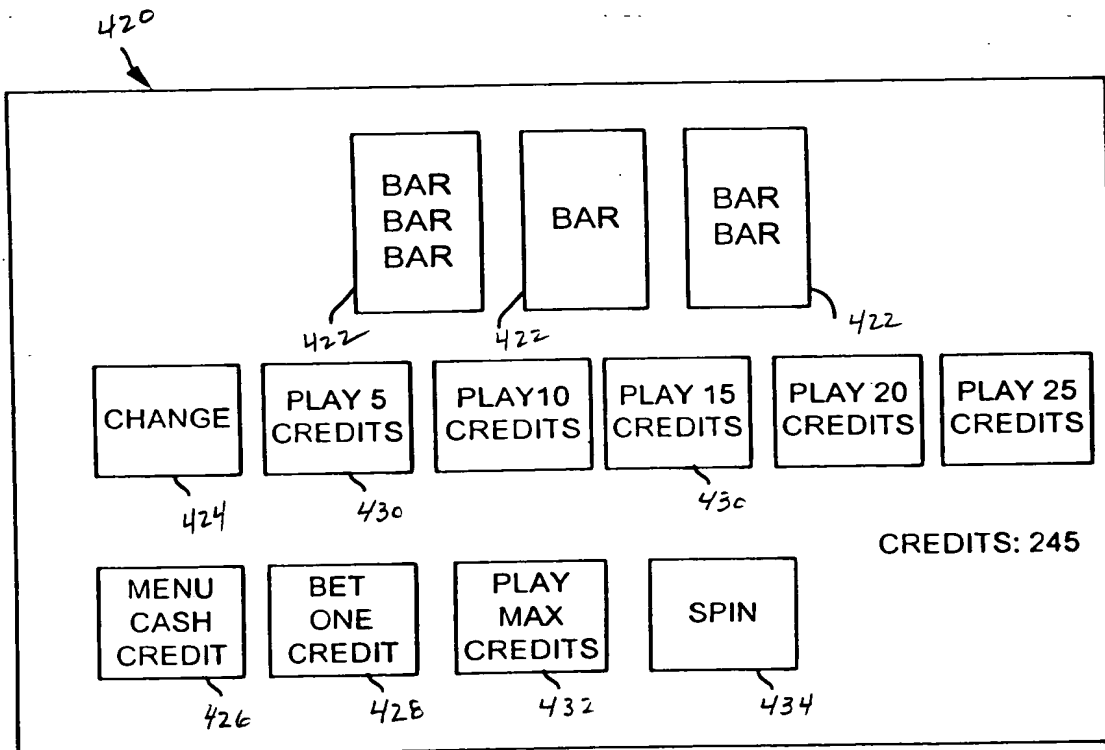 420
BAR
BAR
BAR
BAR
BAR
BAR
422
422
422
CHANGE
PLAY 5
CREDITS
PLAY10
CREDITS
PLAY 15
CREDITS
PLAY 20
CREDITS
PLAY 25
CREDITS
424
430
430
CREDITS: 245
MENU
CASH
CREDIT
BET
ONE
CREDIT
PLAY
MAX
CREDITS
SPIN
426
428
432
434